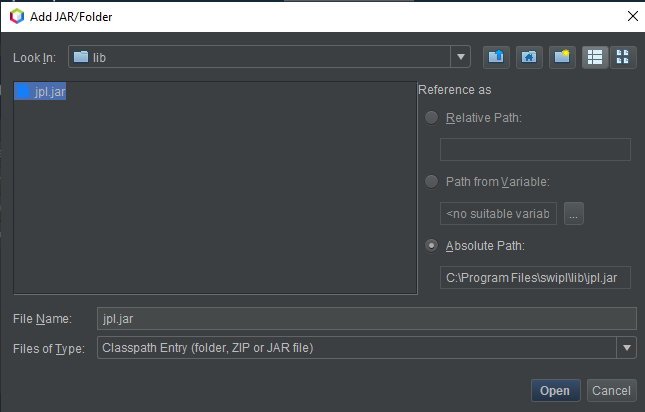 Add JAR/Folder
Look In:
lib
jpl.jar
Reference as
Relative Path:
Path from Variable:
<no suitable variab
...
Absolute Path:
C:\Program Files\swipl\lib\jpl.jar
File Name:
jpl.jar
Files of Type:
Classpath Entry (folder, ZIP or JAR file)
Open
Cancel